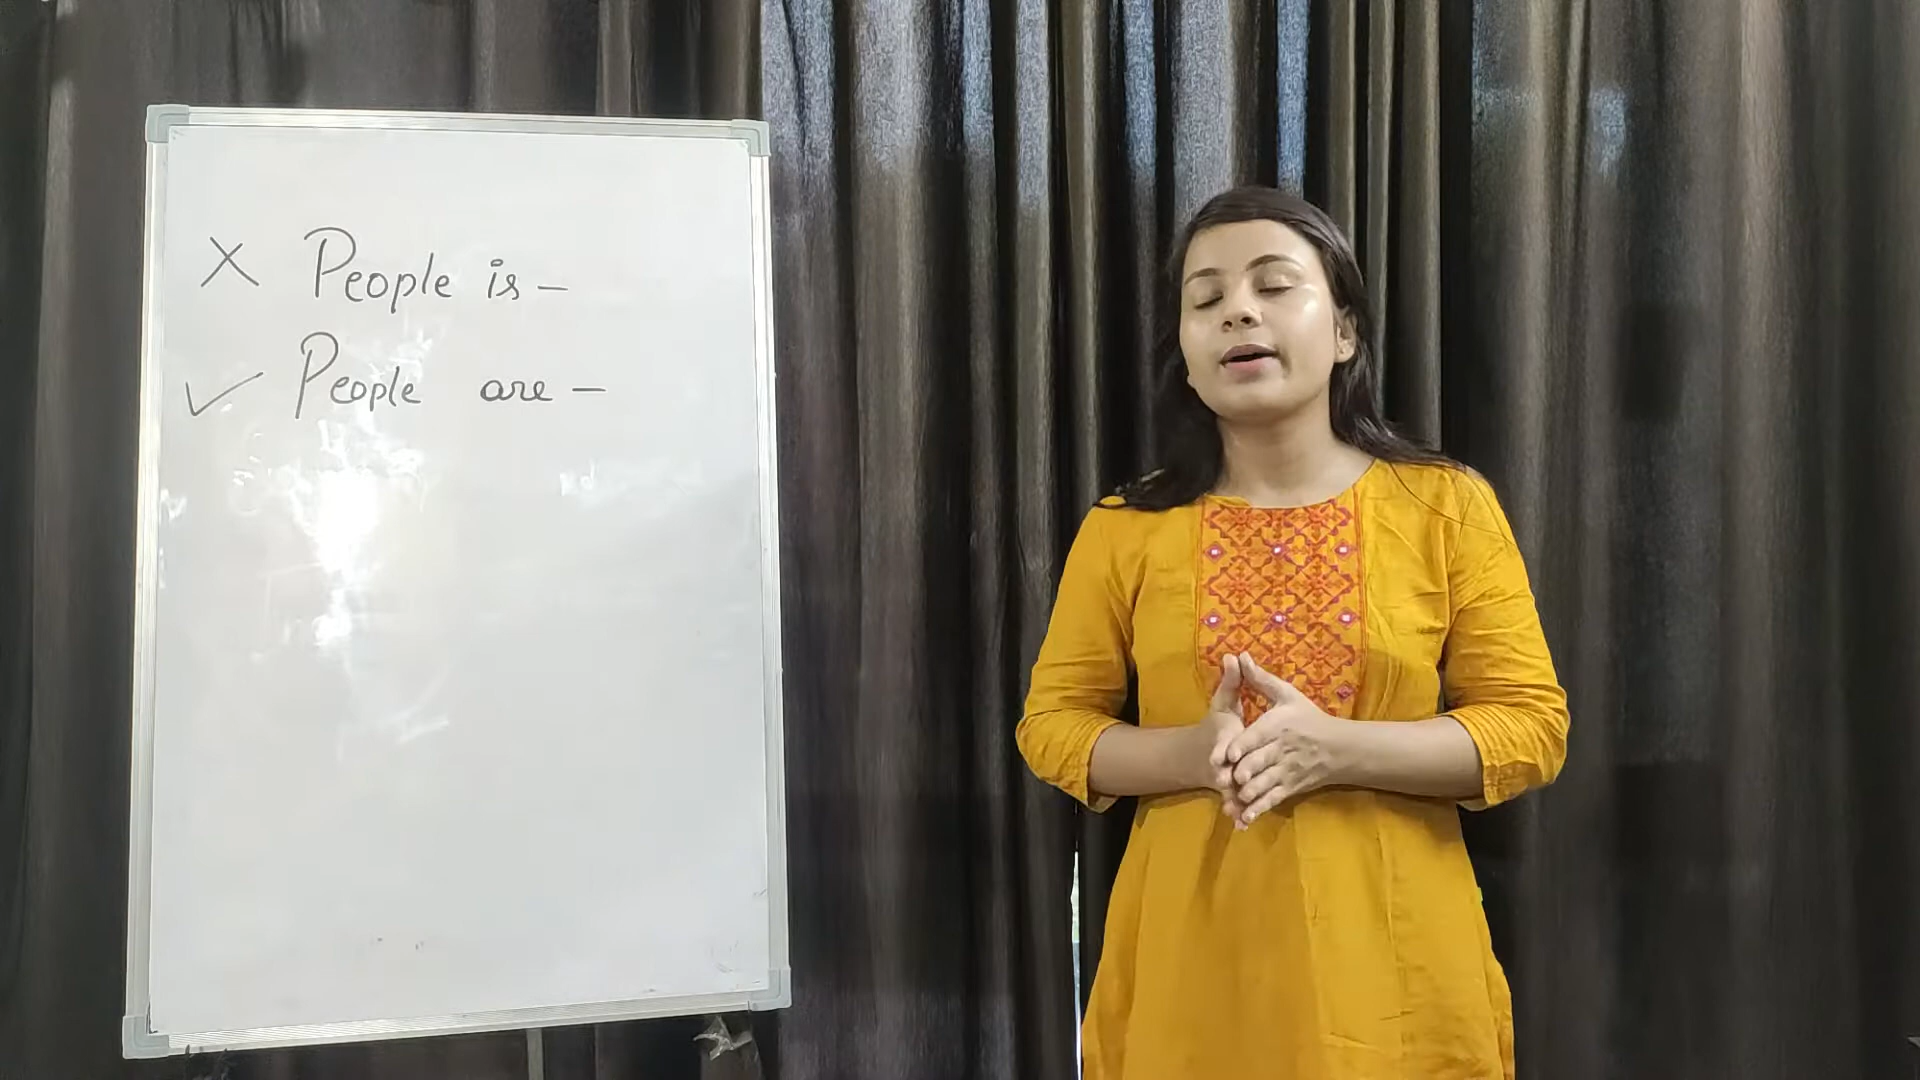 X People is –
✓ People are –